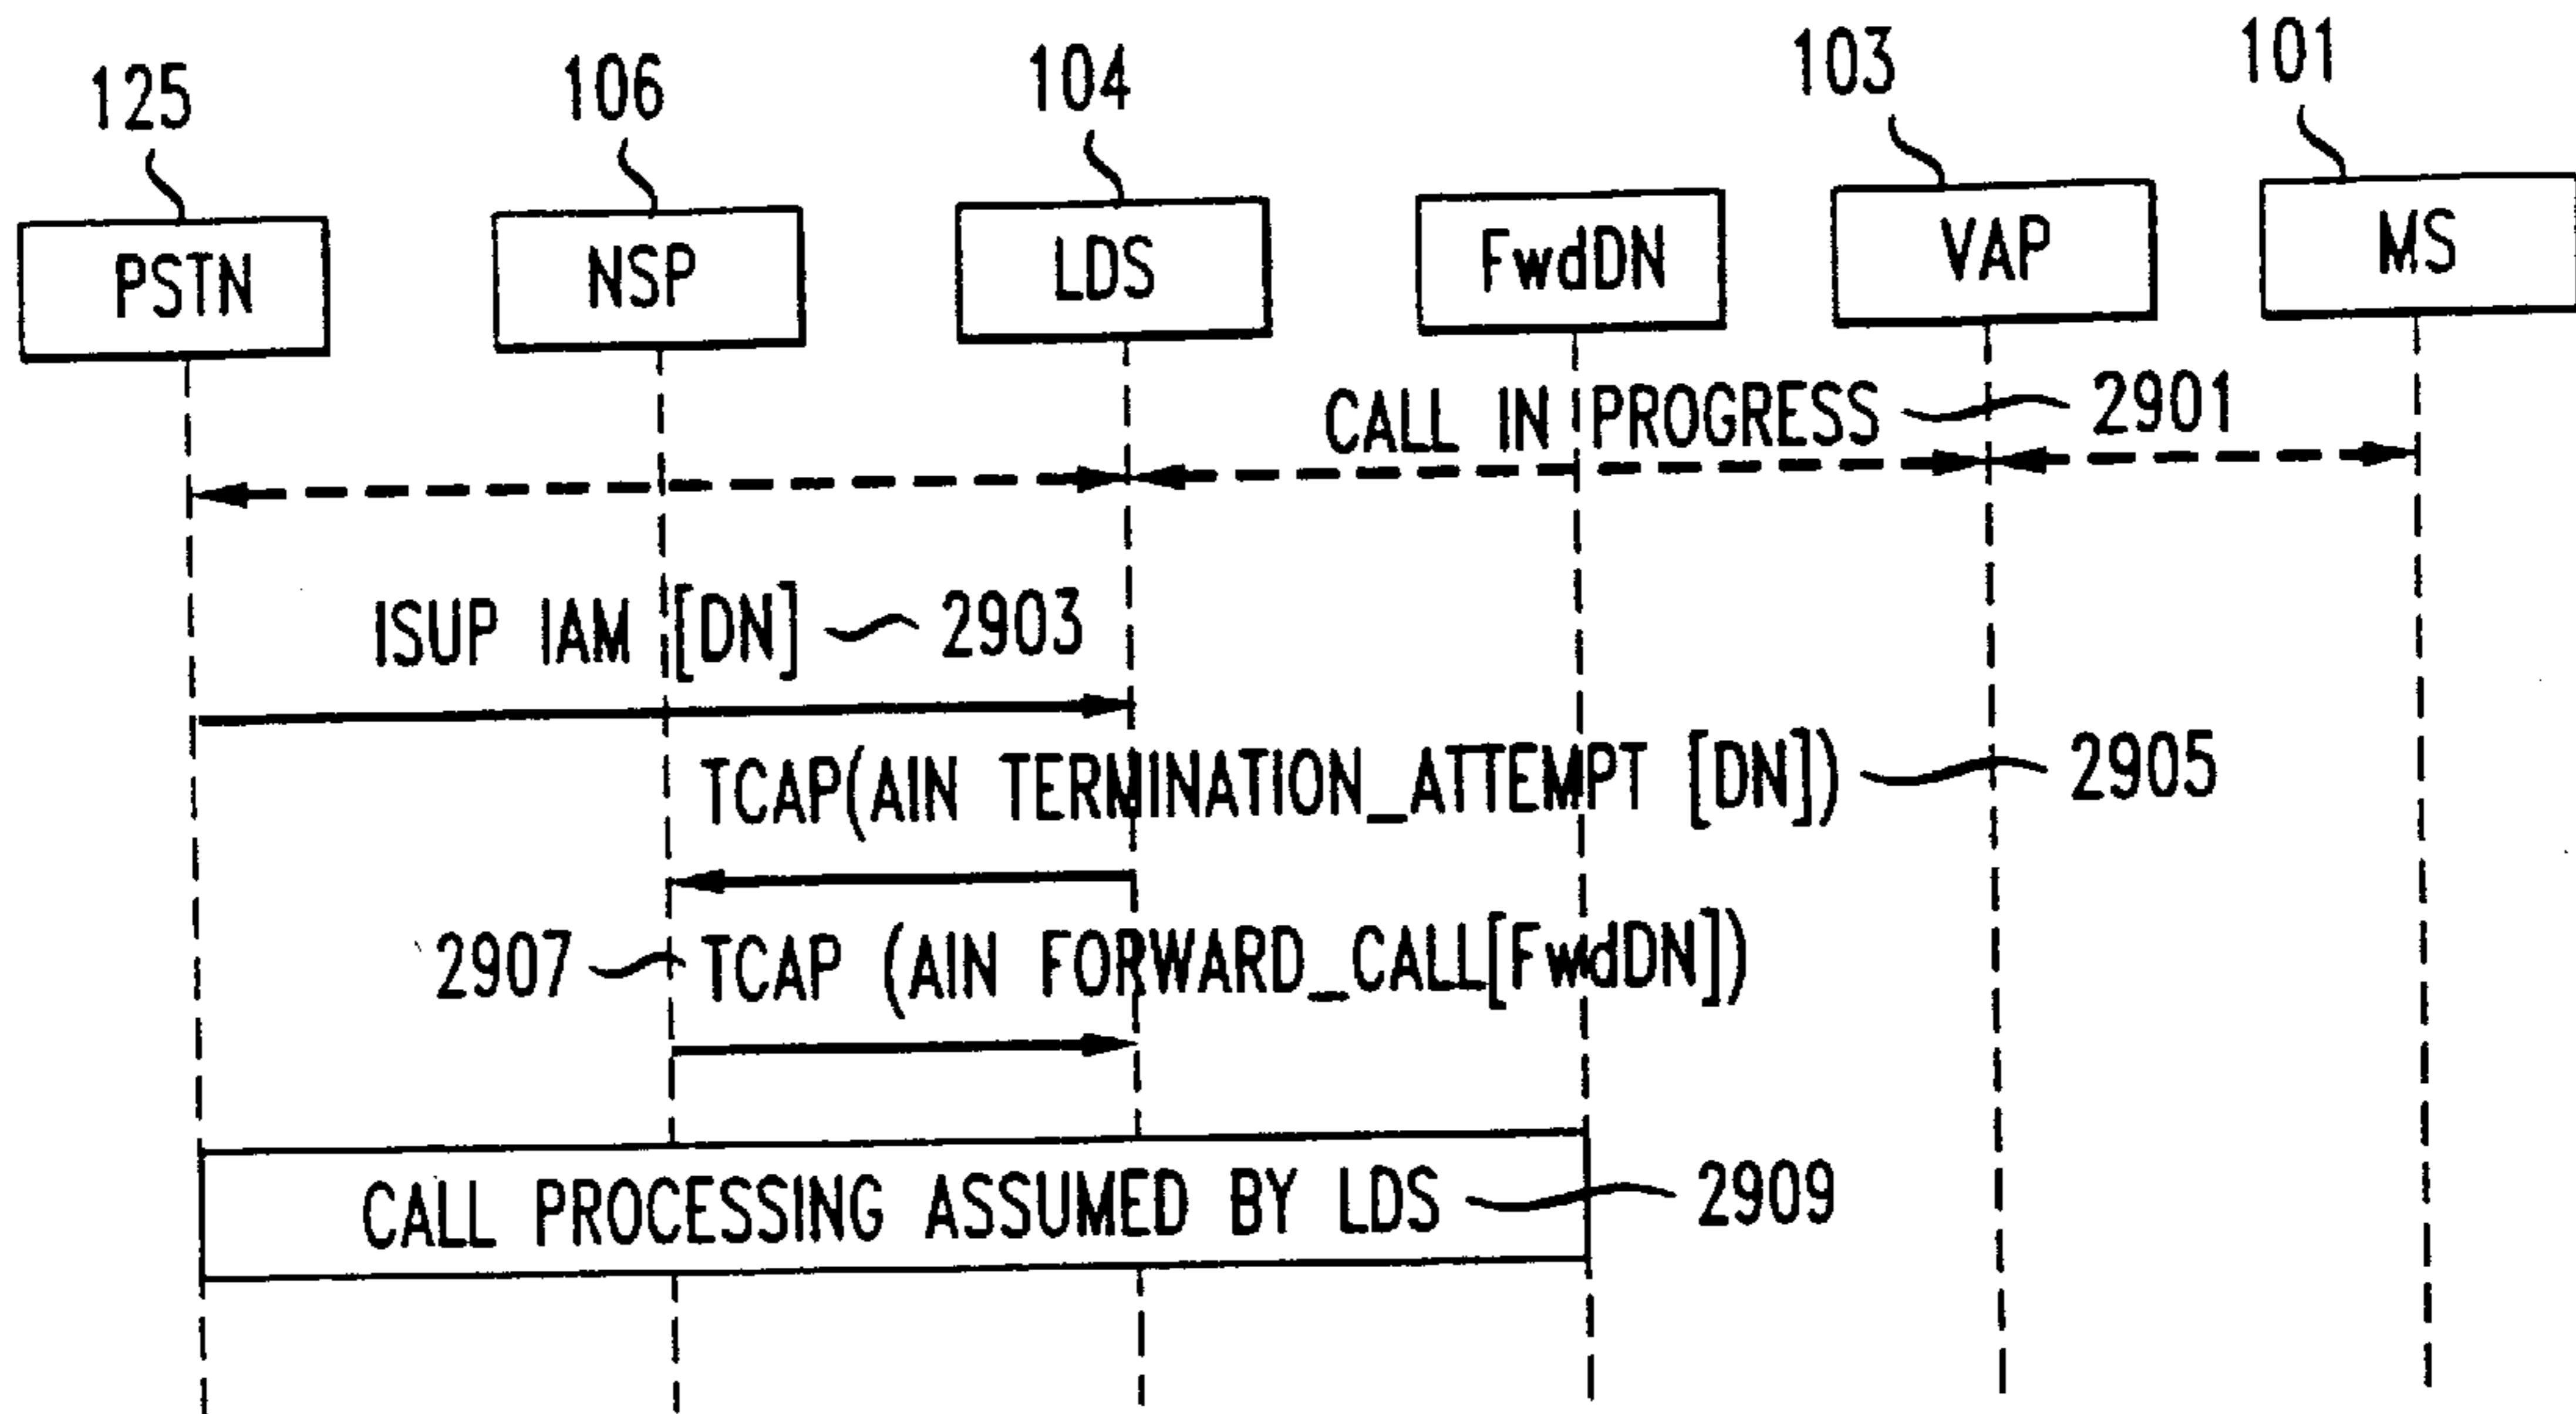 125 106 104 103 101
PSTN NSP LDS FwdDN VAP MS
CALL IN PROGRESS 2901
ISUP IAM [DN] 2903
TCAP(AIN TERMINATION_ATTEMPT [DN]) 2905
2907 TCAP (AIN FORWARD_CALL[FwdDN])
CALL PROCESSING ASSUMED BY LDS 2909